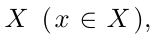 X (x ∈ X),